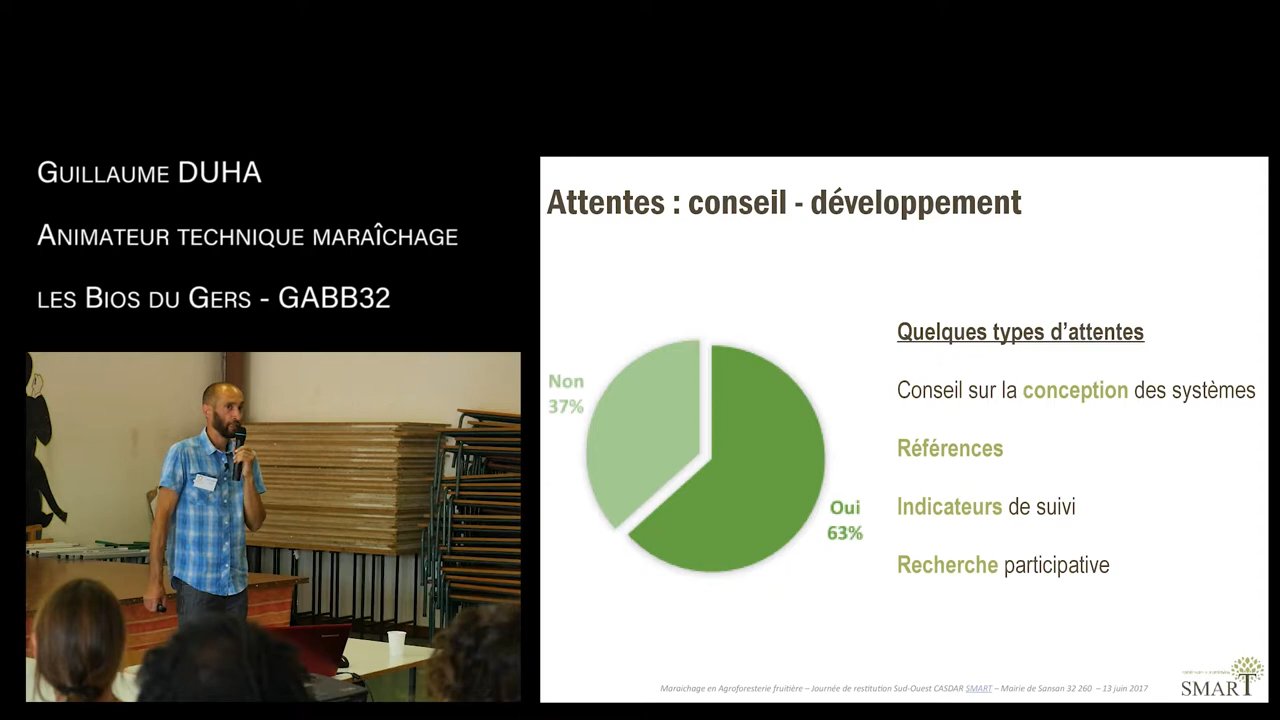 GUILLAUME DUHA
ANIMATEUR TECHNIQUE MARAÎCHAGE
LES BIOS DU GERS - GABB32
Attentes : conseil - développement
Non
37%
Oui
63%
Quelques types d'attentes
Conseil sur la conception des systèmes
Références
Indicateurs de suivi
Recherche participative
Maraichage en Agroforesterie fruitière – Journée de restitution Sud-Ouest CASDAR SMART – Mairie de Sansan 32 260 – 13 juin 2017
SMART